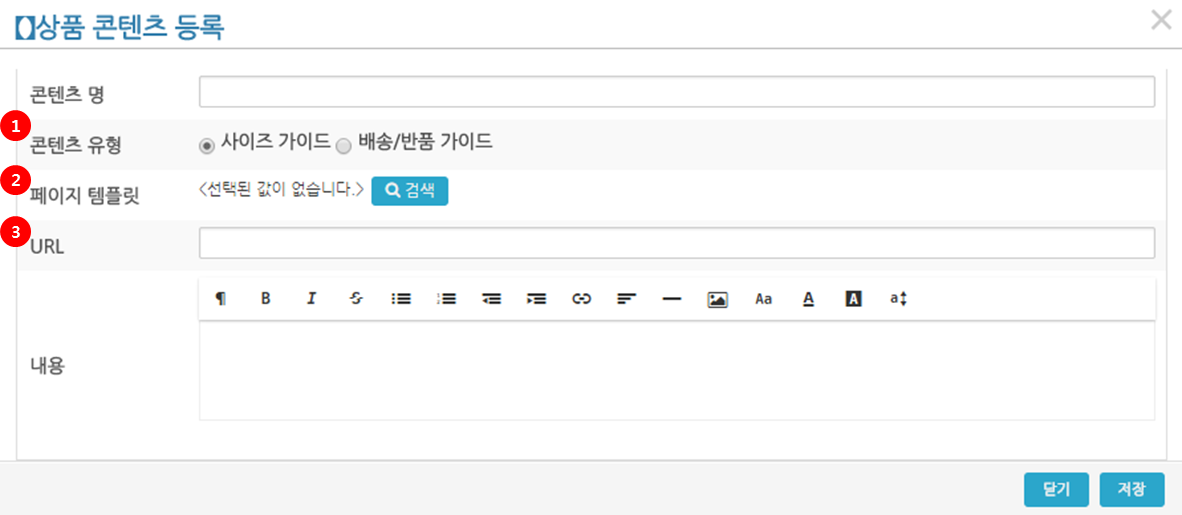 상품 콘텐츠 등록
콘텐츠 명
1
콘텐츠 유형 사이즈 가이드 배송/반품 가이드
2
페이지 템플릿 <선택된 값이 없습니다.> 검색
3
URL
¶ B I S Aa A A a
내용
닫기 저장